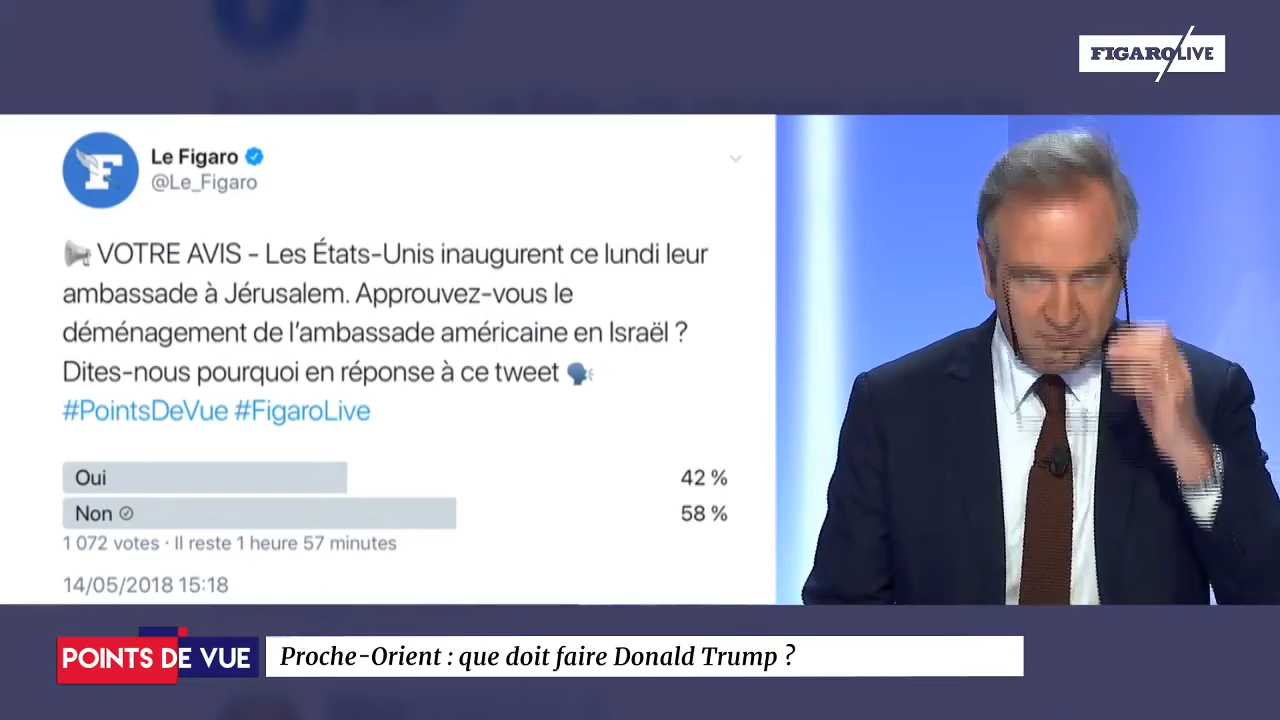 FIGAROLIVE
Le Figaro
@Le_Figaro
VOTRE AVIS - Les États-Unis inaugurent ce lundi leur
ambassade à Jérusalem. Approuvez-vous le
déménagement de l'ambassade américaine en Israël ?
Dites-nous pourquoi en réponse à ce tweet
#PointsDeVue #FigaroLive
Oui 42 %
Non 58 %
1 072 votes · Il reste 1 heure 57 minutes
14/05/2018 15:18
POINTS DE VUE
Proche-Orient : que doit faire Donald Trump ?